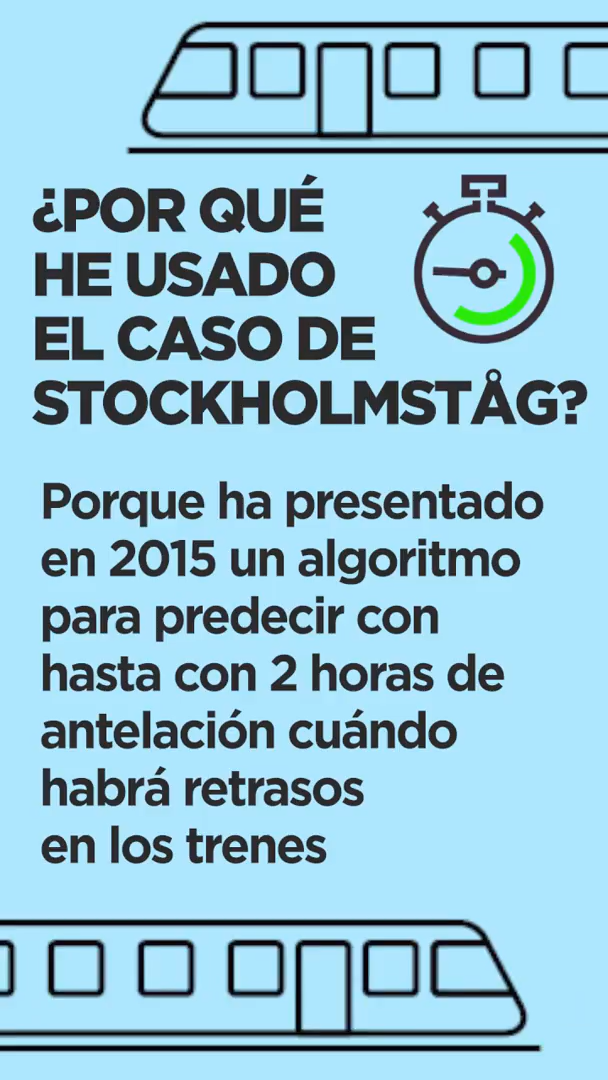 ¿POR QUÉ
HE USADO
EL CASO DE
STOCKHOLMSTÅG?
Porque ha presentado
en 2015 un algoritmo
para predecir con
hasta con 2 horas de
antelación cuándo
habrá retrasos
en los trenes